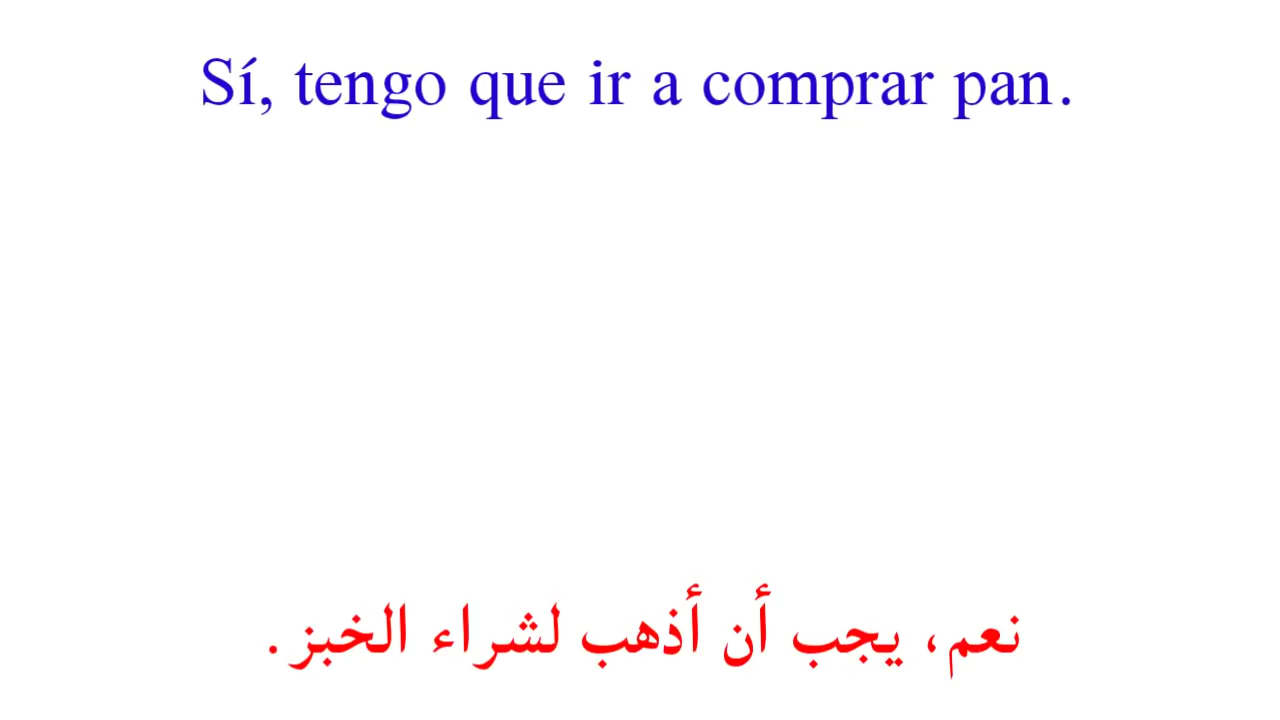 Sí, tengo que ir a comprar pan.
نعم، يجب أن أذهب لشراء الخبز.